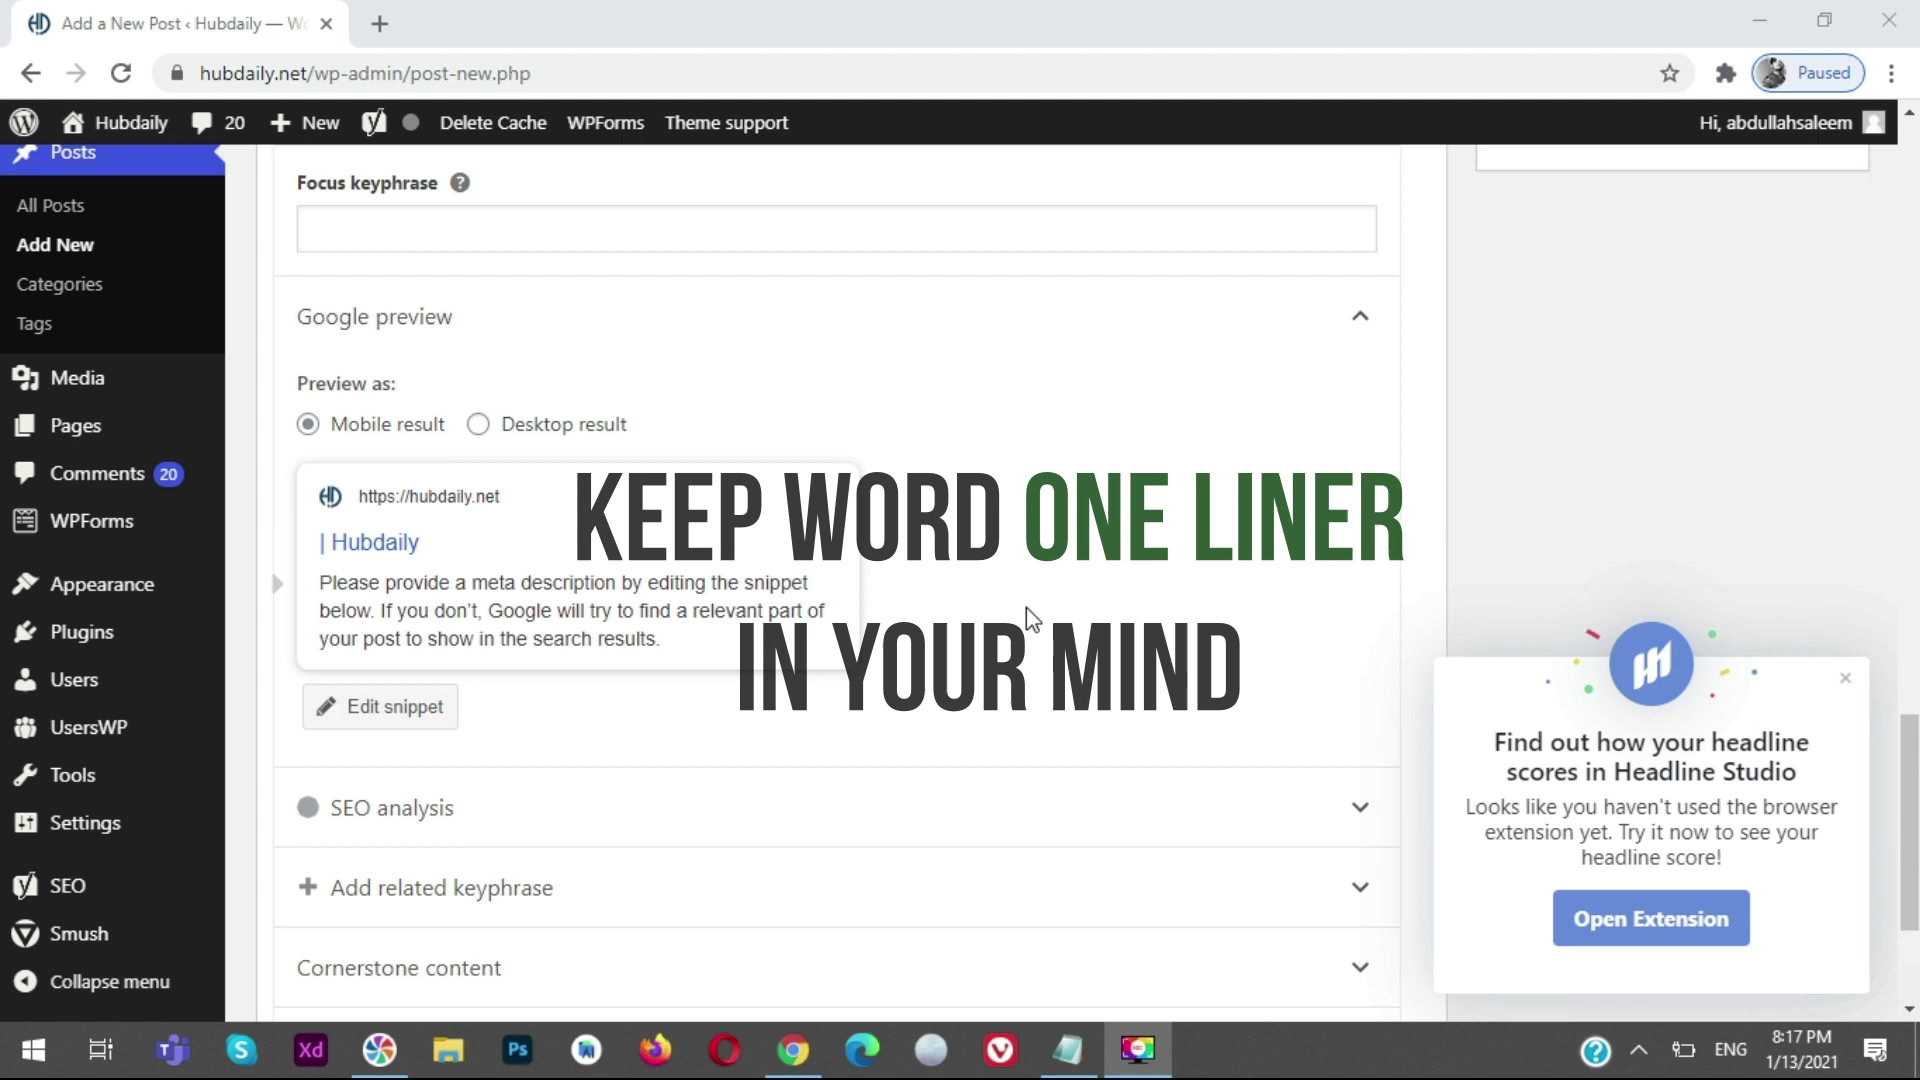 Add a New Post ‹ Hubdaily — Wo
hubdaily.net/wp-admin/post-new.php
Paused
Hubdaily
20
New
Delete Cache
WPForms
Theme support
Hi, abdullahsaleem
Posts
All Posts
Add New
Categories
Tags
Media
Pages
Comments 20
WPForms
Appearance
Plugins
Users
UsersWP
Tools
Settings
SEO
Smush
Collapse menu
Focus keyphrase ?
Google preview
Preview as:
Mobile result
Desktop result
https://hubdaily.net
| Hubdaily
Please provide a meta description by editing the snippet
below. If you don't, Google will try to find a relevant part of
your post to show in the search results.
Edit snippet
KEEP WORD ONE LINER
IN YOUR MIND
SEO analysis
Add related keyphrase
Cornerstone content
Find out how your headline
scores in Headline Studio
Looks like you haven't used the browser
extension yet. Try it now to see your
headline score!
Open Extension
Xd
Ps
ENG
8:17 PM
1/13/2021